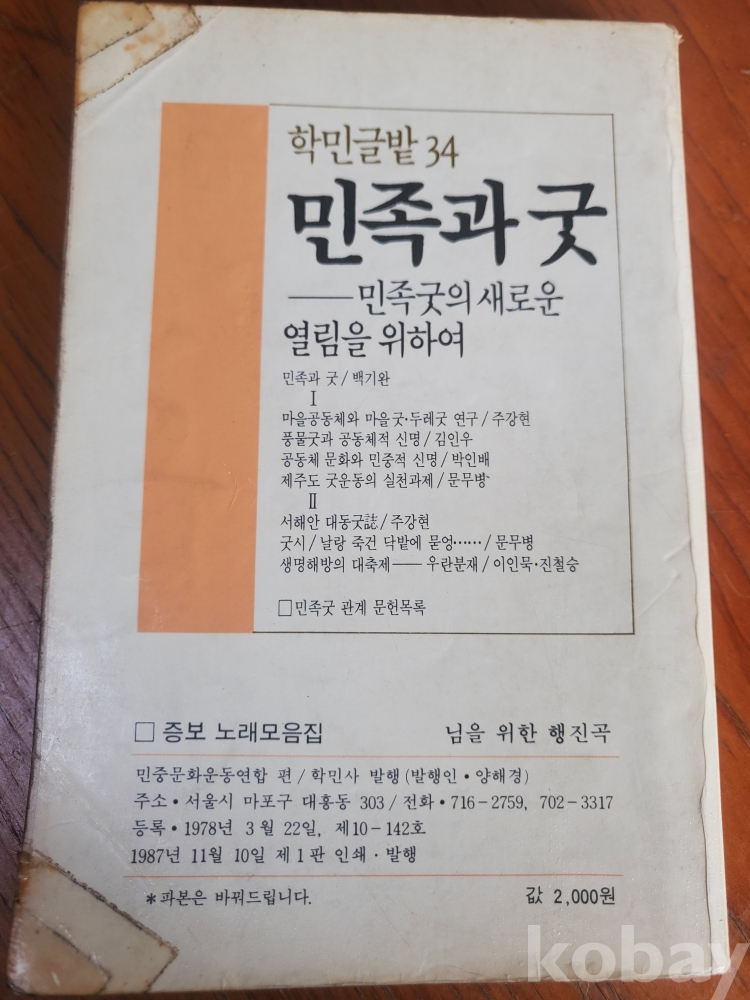 학민글밭 34
민족과 굿
──민족굿의 새로운
열림을 위하여
민족과 굿/백기완
Ⅰ
마을공동체와 마을굿·두레굿 연구/주강현
풍물굿과 공동체적 신명/김인우
공동체 문화와 민중적 신명/박인배
제주도 굿운동의 실천과제/문무병
Ⅱ
서해안 대동굿誌/주강현
굿시/날랑 죽건 닥밭에 묻엉……/문무병
생명해방의 대축제── 우란분재/이인묵·진철승
□민족굿 관계 문헌목록
□ 증보 노래모음집 님을 위한 행진곡
민중문화운동연합 편/학민사 발행(발행인·양해경)
주소·서울시 마포구 대흥동 303/전화·716-2759, 702-3317
등록·1978년 3월 22일, 제10-142호
1987년 11월 10일 제1판 인쇄·발행
*파본은 바꿔드립니다. 값 2,000원
kobay